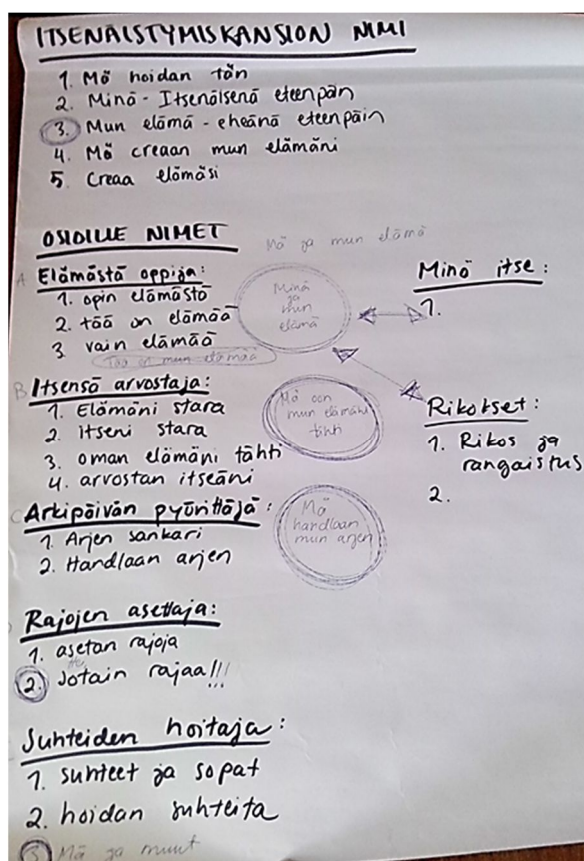 ITSENÄISTYMISKANSION NIMI
1. Mä hoidan tän
2. Minä - Itsenäisenä eteenpän
3. Mun elämä - eheänä eteenpäin
4. Mä creaan mun elämäni
5. Creaa elämäsi
OSIOILLE NIMET
Mä ja mun elämä
A Elämästä oppija:
1. opin elämästä
2. tää on elämää
3. vain elämää
Tää on mun elämää
Minä
ja
mun
elämä
Minä itse:
1.
B Itsensä arvostaja:
1. Elämäni stara
2. itseni stara
3. oman elämäni tähti
4. arvostan itseäni
Mä oon
mun elämäni
tähti
Rikokset:
1. Rikos ja
rangaistus
2.
C Arkipäivän pyörittäjä:
1. Arjen sankari
2. Handlaan arjen
Mä
handlaan
mun arjen
Rajojen asettaja:
1. asetan rajoja
2. Jotain rajaa!!!
Suhteiden hoitaja:
1. suhteet ja sopat
2. hoidan suhteita
3. Mä ja muut